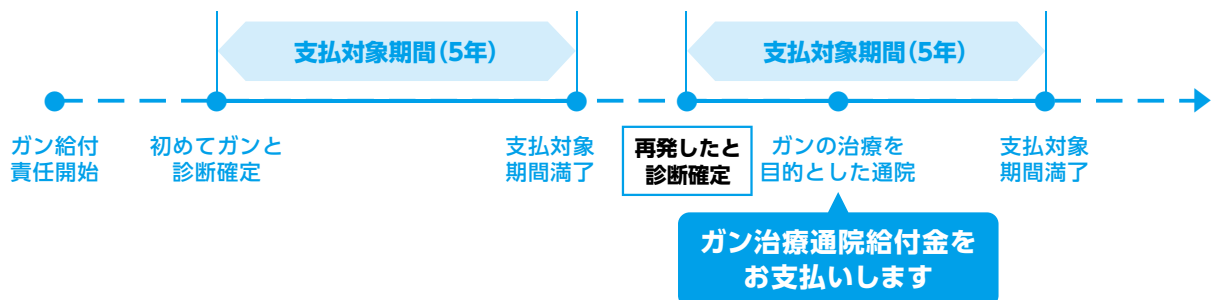 支払対象期間(5年)
支払対象期間(5年)
ガン給付
責任開始
初めてガンと
診断確定
支払対象
期間満了
再発したと
診断確定
ガンの治療を
目的とした通院
支払対象
期間満了
ガン治療通院給付金を
お支払いします